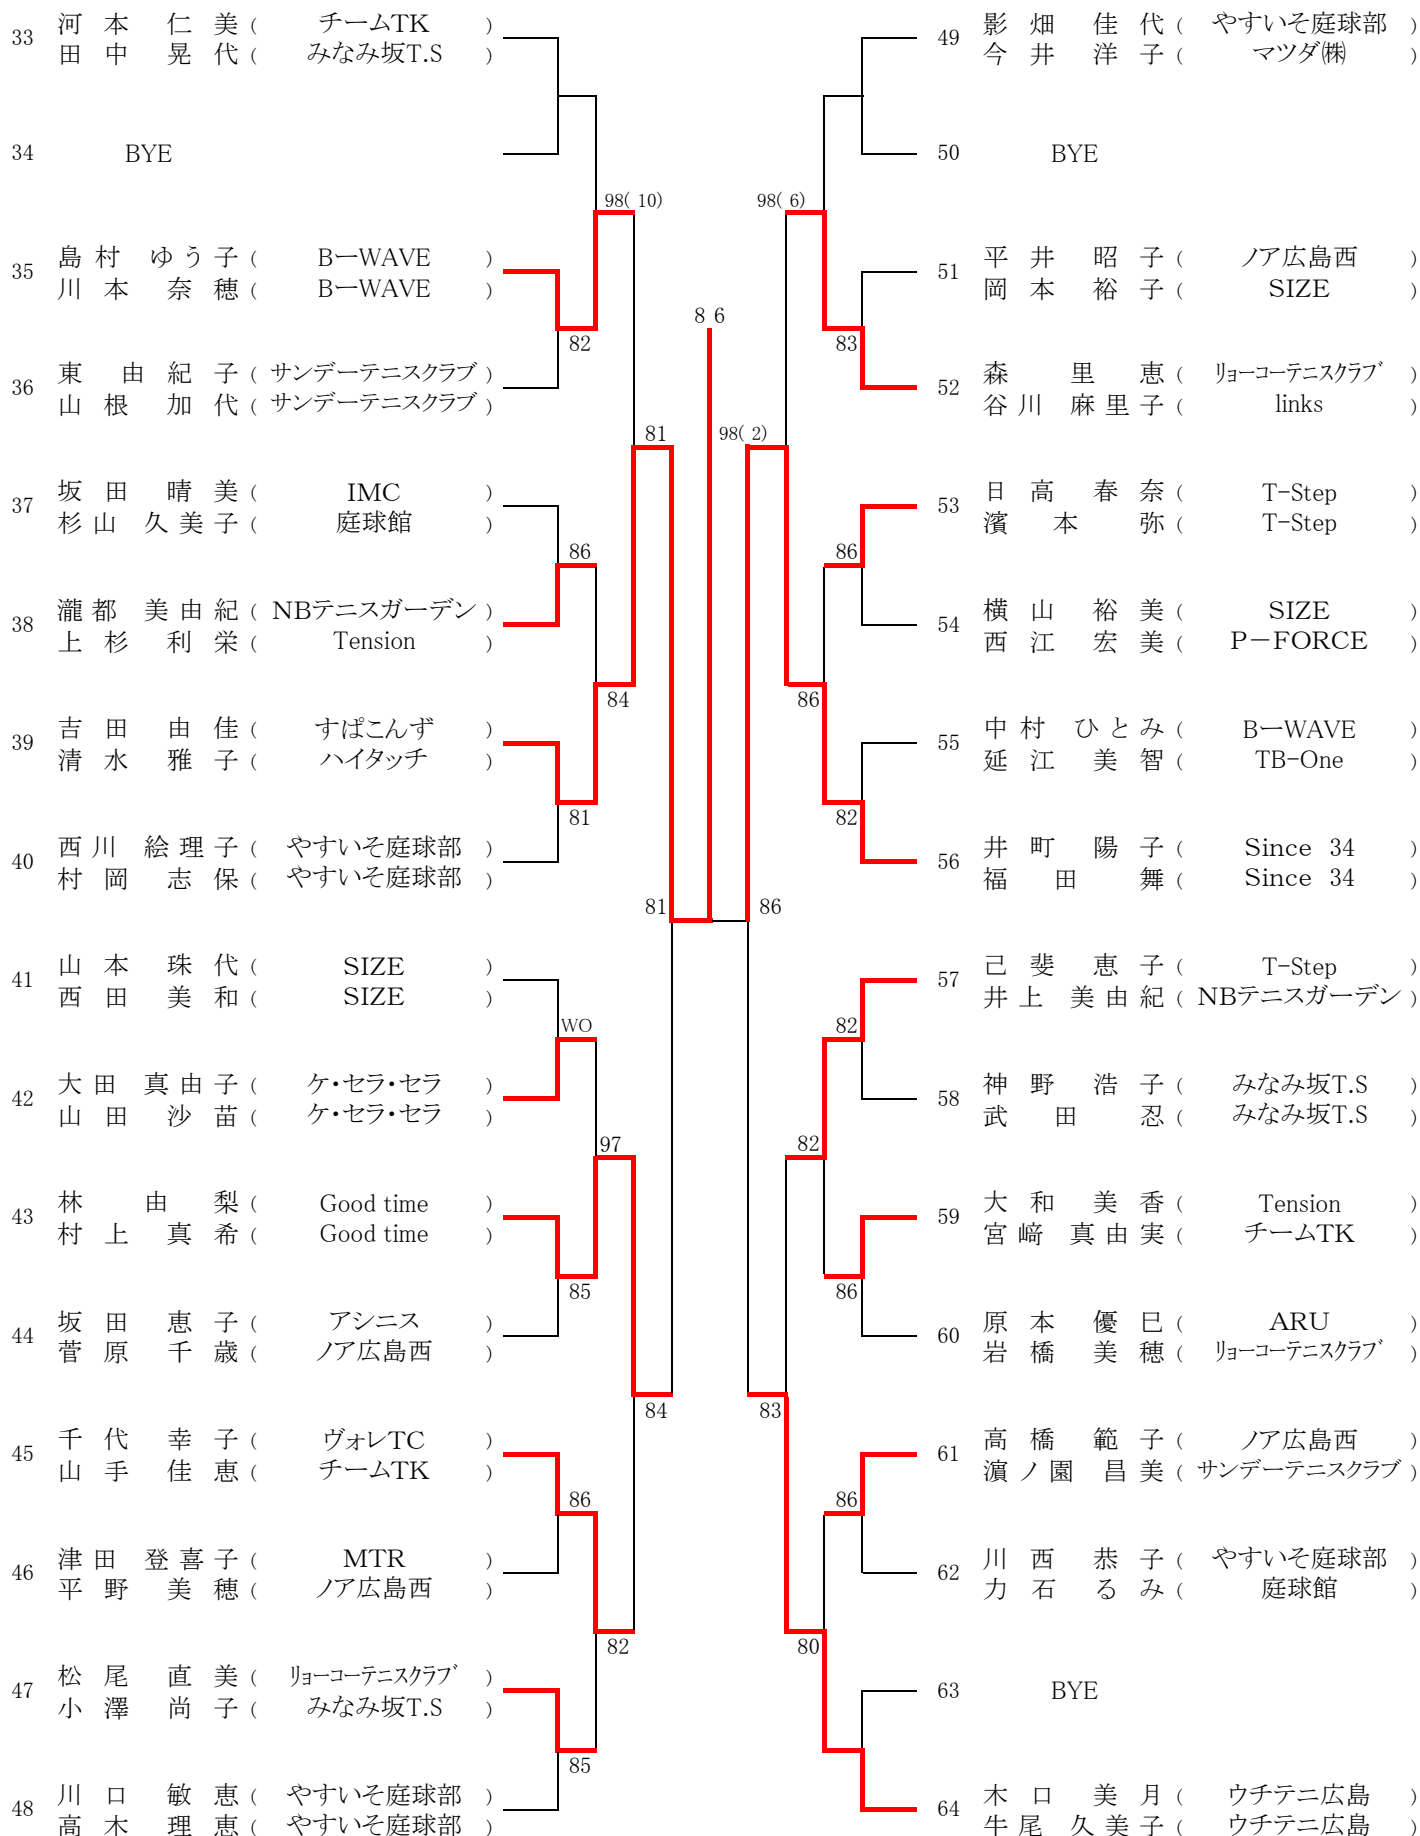 33 河本 仁美 ( チームTK )
田中 晃代 ( みなみ坂T.S )
34 BYE
98( 10)
35 島村 ゆう子 ( BーWAVE )
川本 奈穂 ( BーWAVE )
82
36 東 由紀子 ( サンデーテニスクラブ )
山根 加代 ( サンデーテニスクラブ )
81
37 坂田 晴美 ( IMC )
杉山 久美子 ( 庭球館 )
86
38 瀧都 美由紀 ( NBテニスガーデン )
上杉 利栄 ( Tension )
84
39 吉田 由佳 ( すぱこんず )
清水 雅子 ( ハイタッチ )
81
40 西川 絵理子 ( やすいそ庭球部 )
村岡 志保 ( やすいそ庭球部 )
81
41 山本 珠代 ( SIZE )
西田 美和 ( SIZE )
WO
42 大田 真由子 ( ケ・セラ・セラ )
山田 沙苗 ( ケ・セラ・セラ )
97
43 林 由梨 ( Good time )
村上 真希 ( Good time )
85
44 坂田 恵子 ( アシニス )
菅原 千歳 ( ノア広島西 )
84
45 千代 幸子 ( ヴォレTC )
山手 佳恵 ( チームTK )
86
46 津田 登喜子 ( MTR )
平野 美穂 ( ノア広島西 )
82
47 松尾 直美 ( リョーコーテニスクラブ )
小澤 尚子 ( みなみ坂T.S )
85
48 川口 敏恵 ( やすいそ庭球部 )
高木 理恵 ( やすいそ庭球部 )
8 6
49 影畑 佳代 ( やすいそ庭球部 )
今井 洋子 ( マツダ㈱ )
50 BYE
98( 6)
51 平井 昭子 ( ノア広島西 )
岡本 裕子 ( SIZE )
83
52 森 里恵 ( リョーコーテニスクラブ )
谷川 麻里子 ( links )
98( 2)
53 日高 春奈 ( T-Step )
濱本 弥 ( T-Step )
86
54 横山 裕美 ( SIZE )
西江 宏美 ( P－FORCE )
86
55 中村 ひとみ ( BーWAVE )
延江 美智 ( TB-One )
82
56 井町 陽子 ( Since 34 )
福田 舞 ( Since 34 )
86
57 己斐 恵子 ( T-Step )
井上 美由紀 ( NBテニスガーデン )
82
58 神野 浩子 ( みなみ坂T.S )
武田 忍 ( みなみ坂T.S )
82
59 大和 美香 ( Tension )
宮﨑 真由実 ( チームTK )
86
60 原本 優巳 ( ARU )
岩橋 美穂 ( リョーコーテニスクラブ )
83
61 高橋 範子 ( ノア広島西 )
濵ノ園 昌美 ( サンデーテニスクラブ )
86
62 川西 恭子 ( やすいそ庭球部 )
力石 るみ ( 庭球館 )
80
63 BYE
64 木口 美月 ( ウチテニ広島 )
牛尾 久美子 ( ウチテニ広島 )